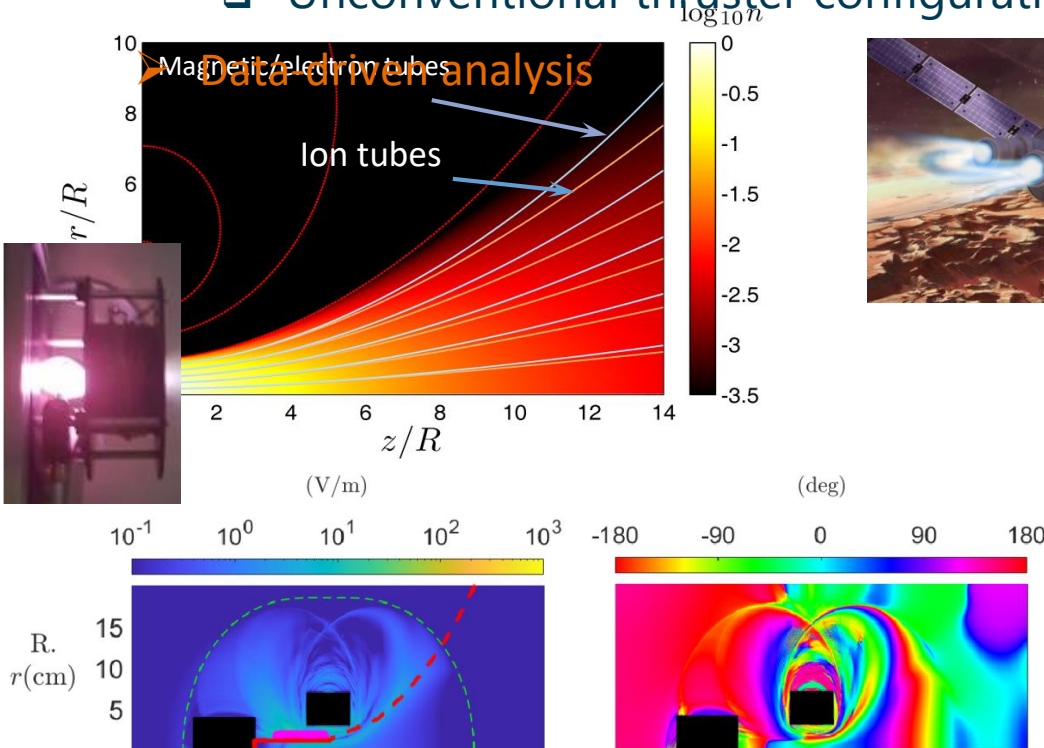 Unconventional thruster configurati
log₁₀n
Magnetic/electron tubes
Data-driven analysis
Ion tubes
10
8
6
r/R
0
-0.5
-1
-1.5
-2
-2.5
-3
-3.5
2 4 6 8 10 12 14
z/R
(V/m) (deg)
10⁻¹ 10⁰ 10¹ 10² 10³ -180 -90 0 90 180
R.
r(cm)
15
10
5